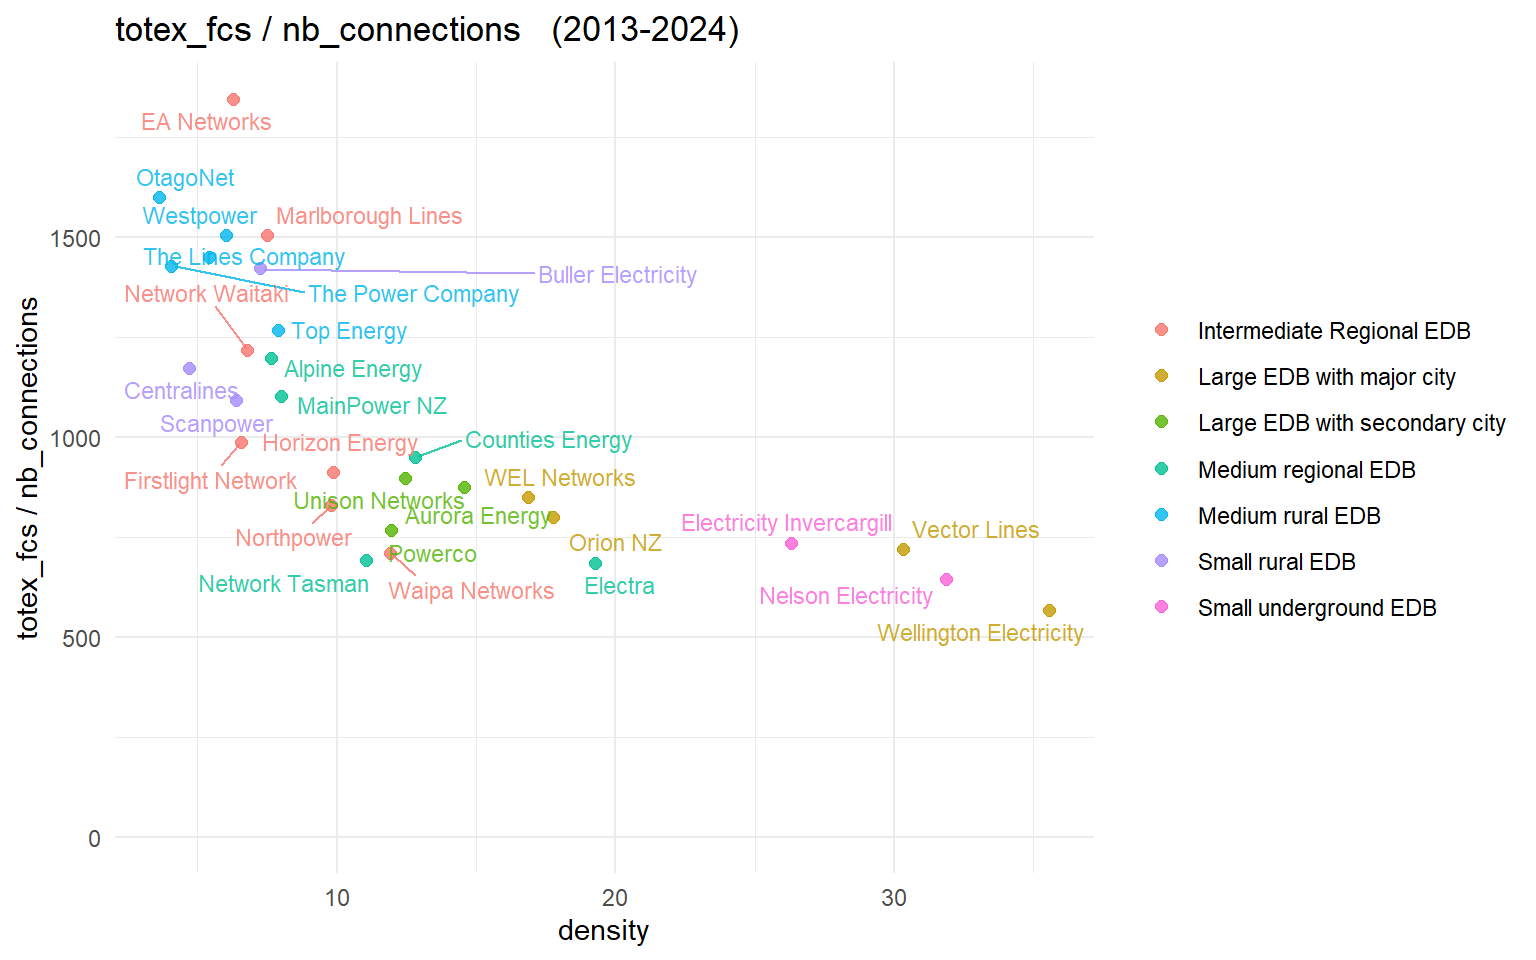 totex_fcs / nb_connections (2013-2024)
EA Networks
OtagoNet
Westpower
Marlborough Lines
1500
The Lines Company
Buller Electricity
Network Waitaki
The Power Company
Top Energy
Alpine Energy
Centralines
MainPower NZ
Scanpower
1000
Horizon Energy
Counties Energy
Firstlight Network
WEL Networks
Unison Networks
Aurora Energy
Electricity Invercargill
Vector Lines
Northpower
Orion NZ
Powerco
Network Tasman
Waipa Networks
Electra
Nelson Electricity
500
Wellington Electricity
0
10
20
30
density
totex_fcs / nb_connections
Intermediate Regional EDB
Large EDB with major city
Large EDB with secondary city
Medium regional EDB
Medium rural EDB
Small rural EDB
Small underground EDB